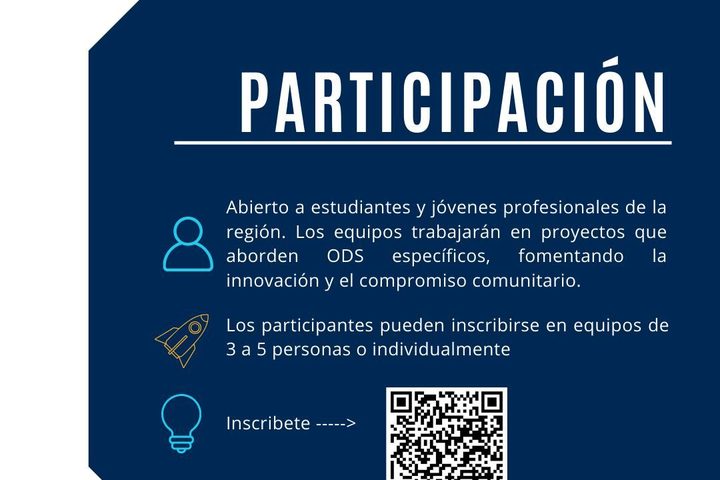 PARTICIPACIÓN
Abierto a estudiantes y jóvenes profesionales de la
región. Los equipos trabajarán en proyectos que
aborden ODS específicos, fomentando la
innovación y el compromiso comunitario.
Los participantes pueden inscribirse en equipos de
3 a 5 personas o individualmente
Inscribete ----->